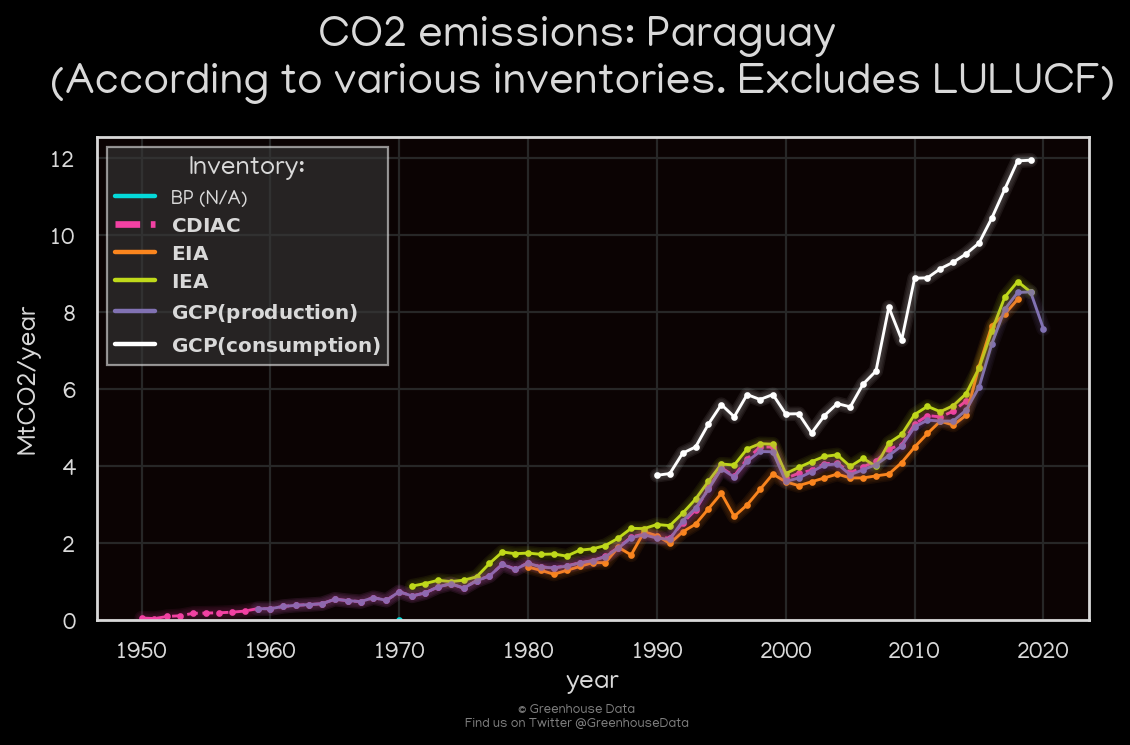 CO2 emissions: Paraguay
(According to various inventories. Excludes LULUCF)
Inventory:
BP (N/A)
CDIAC
EIA
IEA
GCP(production)
GCP(consumption)
MtCO2/year
12
10
8
6
4
2
0
1950 1960 1970 1980 1990 2000 2010 2020
year
© Greenhouse Data
Find us on Twitter @GreenhouseData